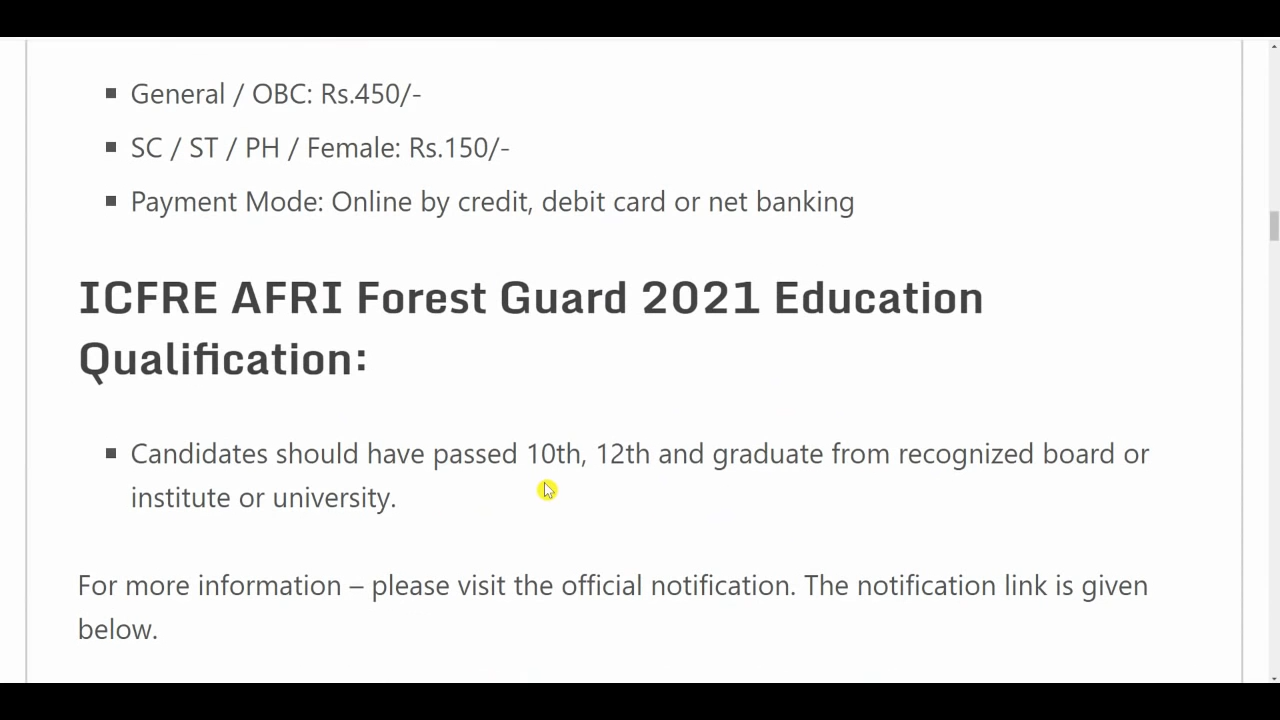 General / OBC: Rs.450/-
SC / ST / PH / Female: Rs.150/-
Payment Mode: Online by credit, debit card or net banking
ICFRE AFRI Forest Guard 2021 Education
Qualification:
Candidates should have passed 10th, 12th and graduate from recognized board or
institute or university.
For more information – please visit the official notification. The notification link is given
below.